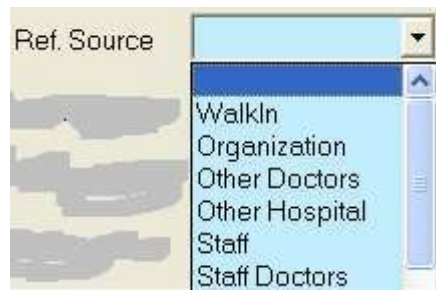 Ref. Source
WalkIn
Organization
Other Doctors
Other Hospital
Staff
Staff Doctors